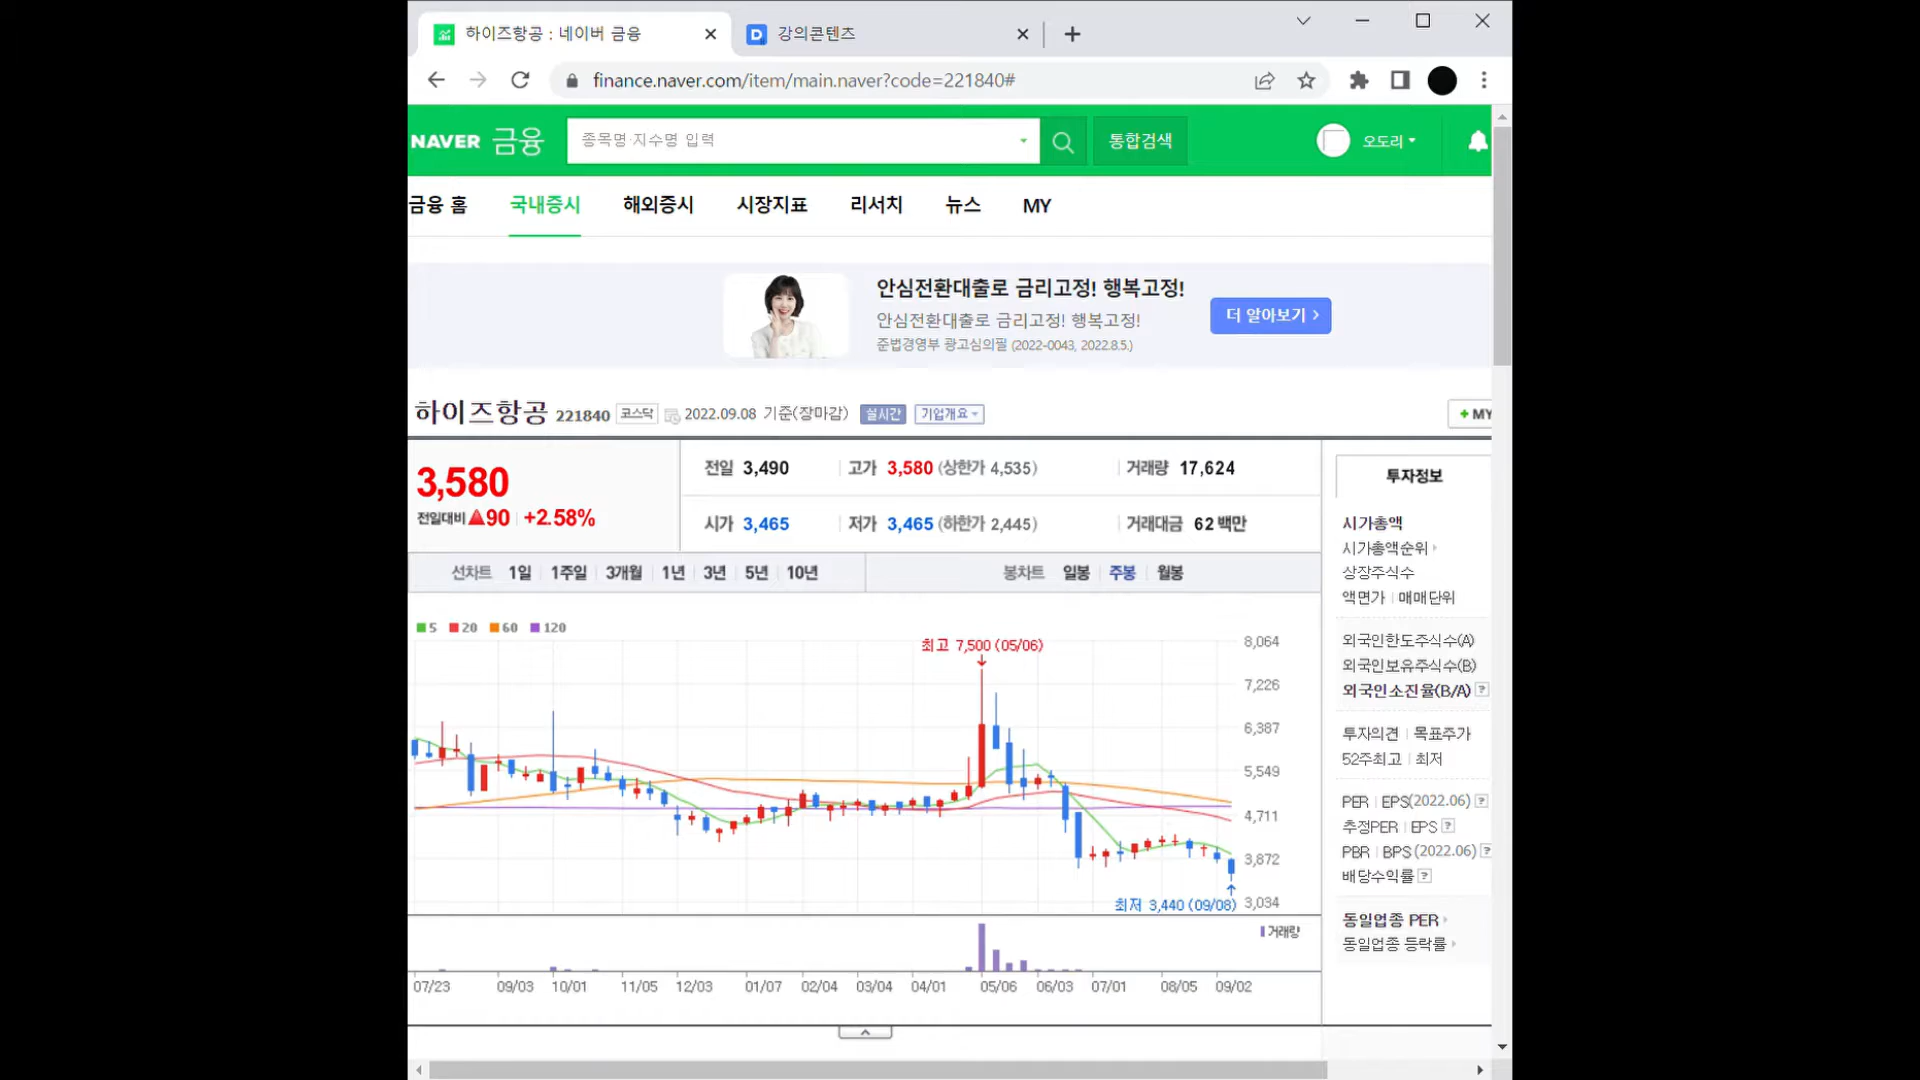 하이즈항공 : 네이버 금융
강의콘텐츠
finance.naver.com/item/main.naver?code=221840#
NAVER 금융
종목명·지수명 입력
통합검색
오도리
금융 홈
국내증시
해외증시
시장지표
리서치
뉴스
MY
안심전환대출로 금리고정! 행복고정!
안심전환대출로 금리고정! 행복고정!
준법경영부 광고심의필 (2022-0043, 2022.8.5.)
더 알아보기
하이즈항공 221840 코스닥 2022.09.08 기준(장마감) 실시간 기업개요
+ MY
3,580
전일대비 ▲90 +2.58%
전일 3,490 고가 3,580 (상한가 4,535) 거래량 17,624
시가 3,465 저가 3,465 (하한가 2,445) 거래대금 62 백만
선차트 1일 1주일 3개월 1년 3년 5년 10년
봉차트 일봉 주봉 월봉
5 20 60 120
최고 7,500 (05/06)
8,064
7,226
6,387
5,549
4,711
3,872
3,034
최저 3,440 (09/08)
거래량
07/23 09/03 10/01 11/05 12/03 01/07 02/04 03/04 04/01 05/06 06/03 07/01 08/05 09/02
투자정보
시가총액
시가총액순위
상장주식수
액면가 매매단위
외국인한도주식수(A)
외국인보유주식수(B)
외국인소진율(B/A) ?
투자의견 목표주가
52주최고 최저
PER EPS(2022.06) ?
추정PER EPS ?
PBR BPS(2022.06) ?
배당수익률 ?
동일업종 PER
동일업종 등락률